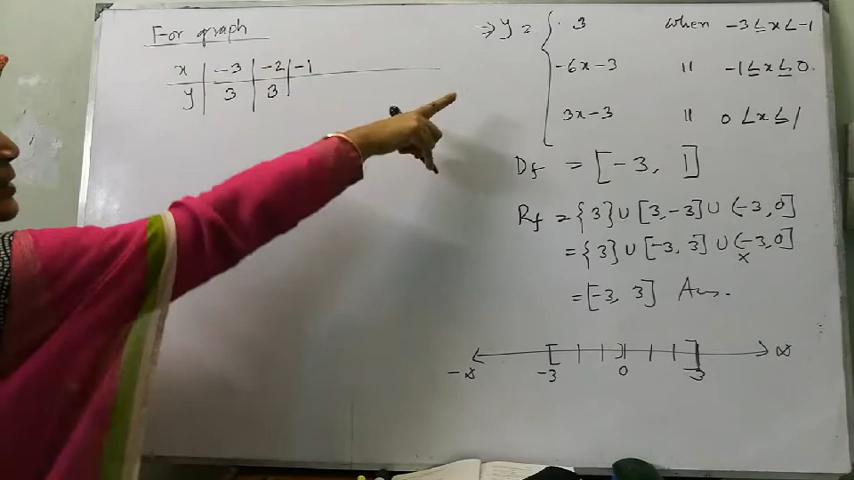 For graph
x | -3 | -2 | -1
y | 3 | 3 |
⇒ y = { 3 when -3 ≤ x < -1
-6x-3 " -1 ≤ x ≤ 0
3x-3 " 0 < x ≤ 1
Df = [-3, 1]
Rf = {3} ∪ [3, -3] ∪ (-3, 0]
= {3} ∪ [-3, 3] ∪ (-3, 0]
x
= [-3, 3] Ans.
-∞ -3 0 3 ∞